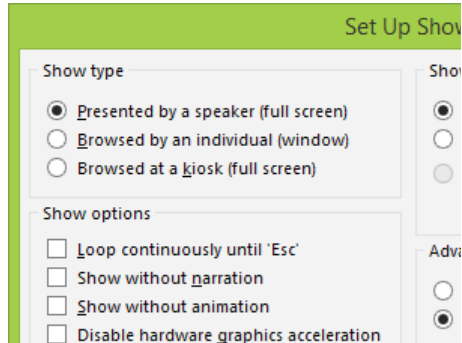 Set Up Show
Show type
Presented by a speaker (full screen)
Browsed by an individual (window)
Browsed at a kiosk (full screen)
Show options
Loop continuously until 'Esc'
Show without narration
Show without animation
Disable hardware graphics acceleration